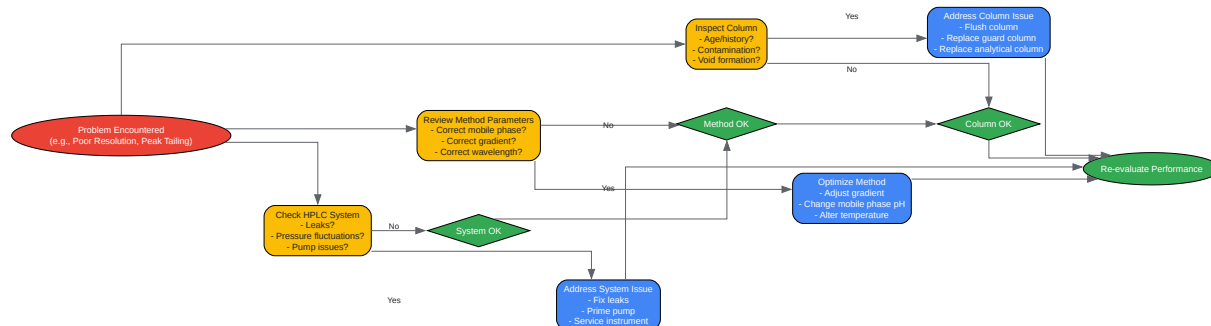 Yes
Inspect Column
- Age/history?
- Contamination?
- Void formation?
Address Column Issue
- Flush column
- Replace guard column
- Replace analytical column
No
Problem Encountered
(e.g., Poor Resolution, Peak Tailing)
Review Method Parameters
- Correct mobile phase?
- Correct gradient?
- Correct wavelength?
No
Method OK
Column OK
Re-evaluate Performance
Yes
Optimize Method
- Adjust gradient
- Change mobile phase pH
- Alter temperature
Check HPLC System
- Leaks?
- Pressure fluctuations?
- Pump issues?
No
System OK
Yes
Address System Issue
- Fix leaks
- Prime pump
- Service instrument